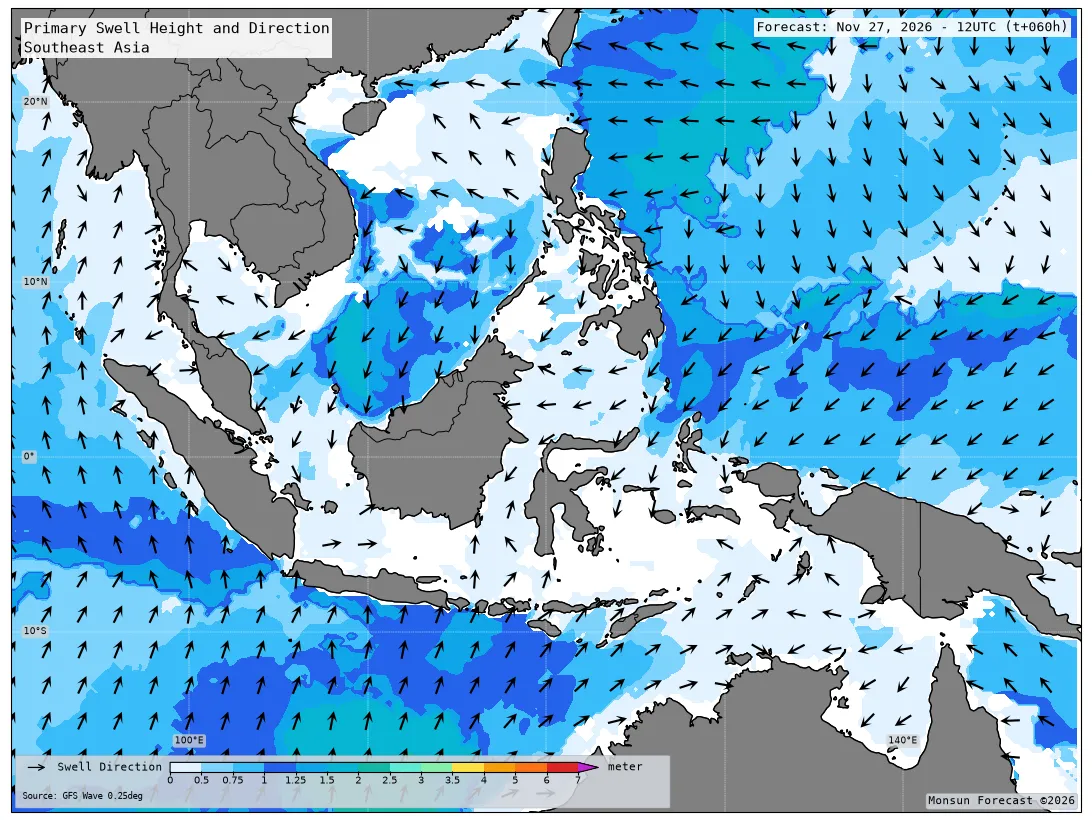 Primary Swell Height and Direction
Southeast Asia
Forecast: Nov 27, 2026 - 12UTC (t+060h)
20°N
10°N
0°
10°S
100°E
140°E
Swell Direction
0 0.5 0.75 1 1.25 1.5 2 2.5 3 3.5 4 5 6 7
meter
Source: GFS Wave 0.25deg
Monsun Forecast ©2026